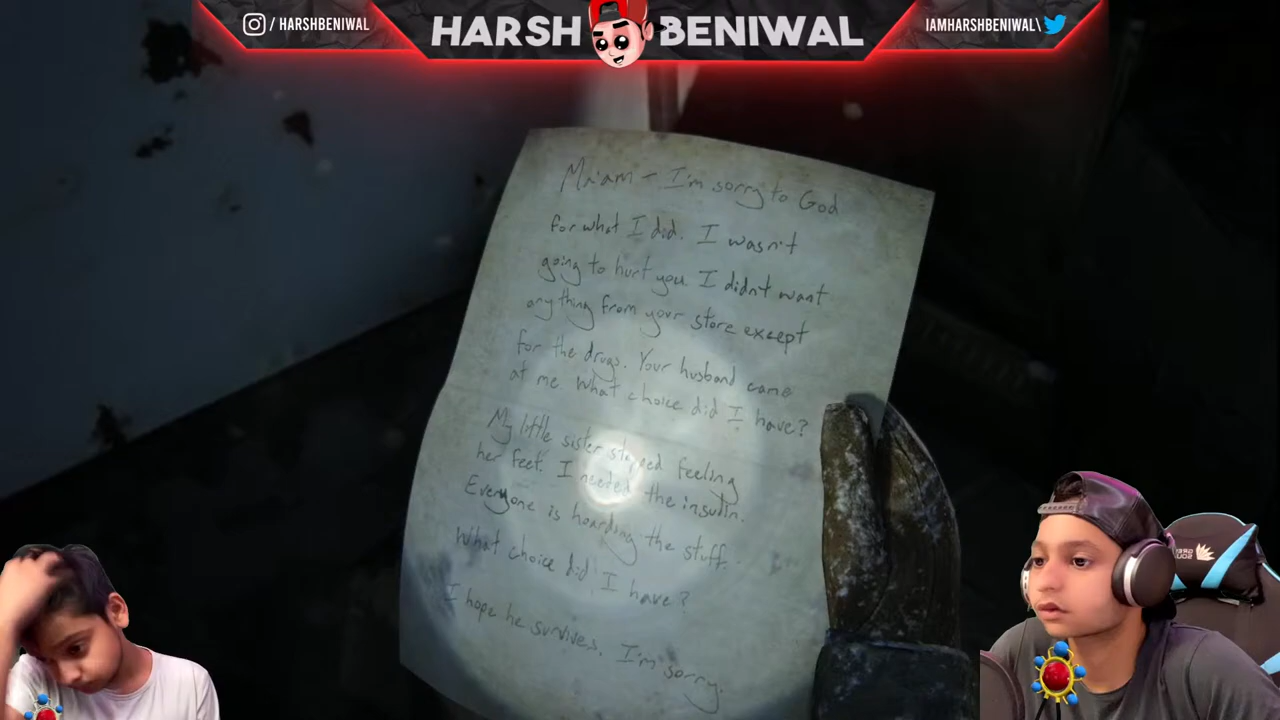 / HARSHBENIWAL
HARSH BENIWAL
IAMHARSHBENIWAL\
Ma'am - I'm sorry to God
for what I did. I wasn't
going to hurt you. I didn't want
anything from your store except
for the drugs. Your husband came
at me. What choice did I have?
My little sister stopped feeling
her feet. I needed the insulin.
Everyone is hoarding the stuff.
What choice did I have?
I hope he survives. I'm sorry.